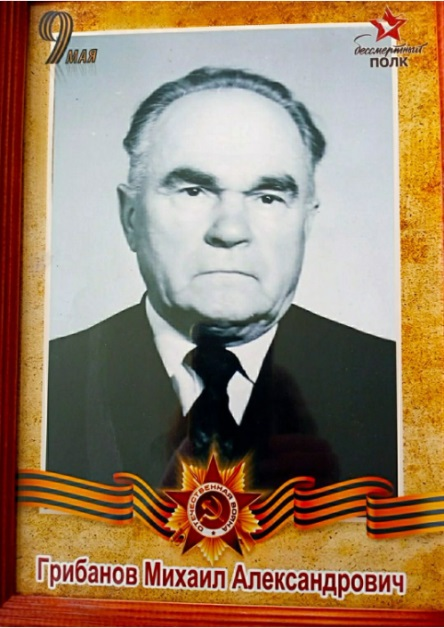 9
МАЯ
бессмертный
ПОЛК
ОТЕЧЕСТВЕННАЯ ВОЙНА
Грибанов Михаил Александрович